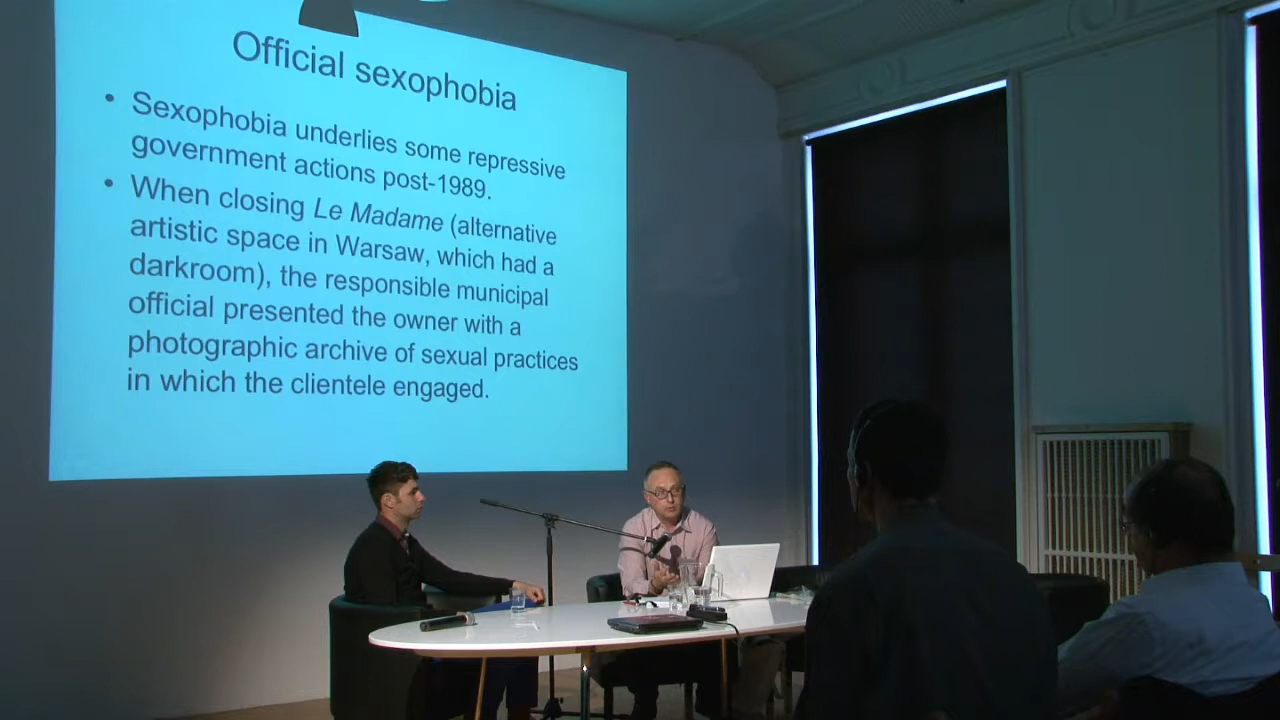 Official sexophobia
• Sexophobia underlies some repressive
government actions post-1989.
• When closing Le Madame (alternative
artistic space in Warsaw, which had a
darkroom), the responsible municipal
official presented the owner with a
photographic archive of sexual practices
in which the clientele engaged.